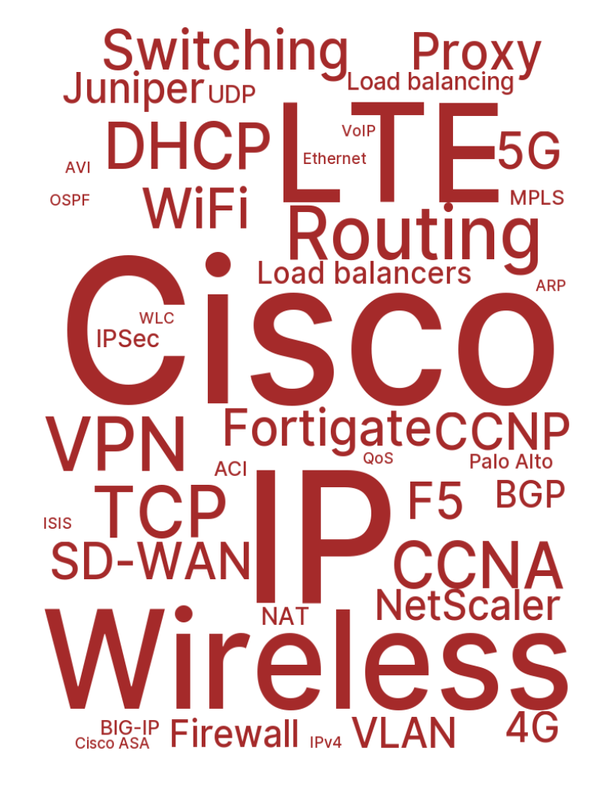 Switching Proxy
Juniper UDP Load balancing
DHCP LTE VoIP 5G
AVI Ethernet
OSPF WiFi MPLS
Routing
Load balancers ARP
Cisco
WLC
IPSec
VPN Fortigate CCNP
ACI QoS Palo Alto
TCP IP F5 BGP
ISIS
SD-WAN CCNA
NAT NetScaler
Wireless
BIG-IP Firewall VLAN 4G
Cisco ASA IPv4